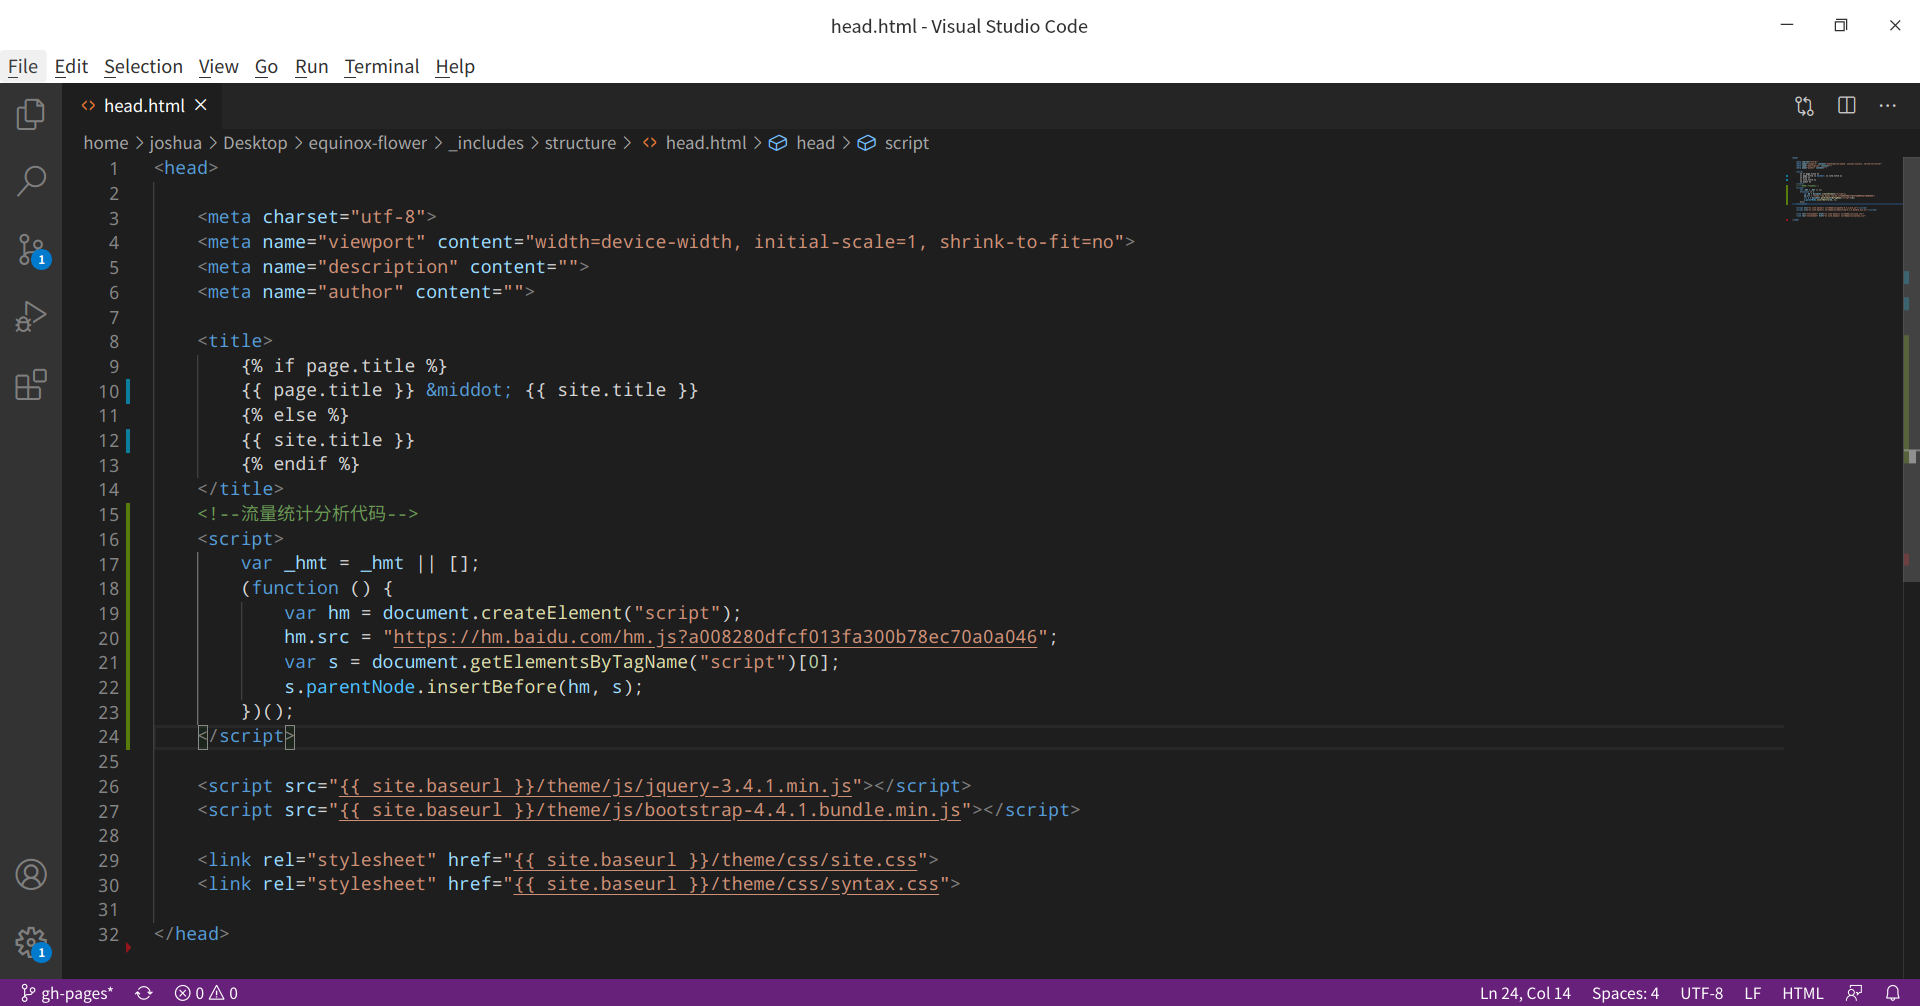 head.html - Visual Studio Code
File Edit Selection View Go Run Terminal Help
head.html
home > joshua > Desktop > equinox-flower > _includes > structure > head.html > head > script
1 <head>
2
3 <meta charset="utf-8">
4 <meta name="viewport" content="width=device-width, initial-scale=1, shrink-to-fit=no">
5 <meta name="description" content="">
6 <meta name="author" content="">
7
8 <title>
9 {% if page.title %}
10 {{ page.title }} &middot; {{ site.title }}
11 {% else %}
12 {{ site.title }}
13 {% endif %}
14 </title>
15 <!--流量统计分析代码-->
16 <script>
17 var _hmt = _hmt || [];
18 (function () {
19 var hm = document.createElement("script");
20 hm.src = "https://hm.baidu.com/hm.js?a008280dfcf013fa300b78ec70a0a046";
21 var s = document.getElementsByTagName("script")[0];
22 s.parentNode.insertBefore(hm, s);
23 })();
24 </script>
25
26 <script src="{{ site.baseurl }}/theme/js/jquery-3.4.1.min.js"></script>
27 <script src="{{ site.baseurl }}/theme/js/bootstrap-4.4.1.bundle.min.js"></script>
28
29 <link rel="stylesheet" href="{{ site.baseurl }}/theme/css/site.css">
30 <link rel="stylesheet" href="{{ site.baseurl }}/theme/css/syntax.css">
31
32 </head>
1
1
gh-pages* 0 0 Ln 24, Col 14 Spaces: 4 UTF-8 LF HTML